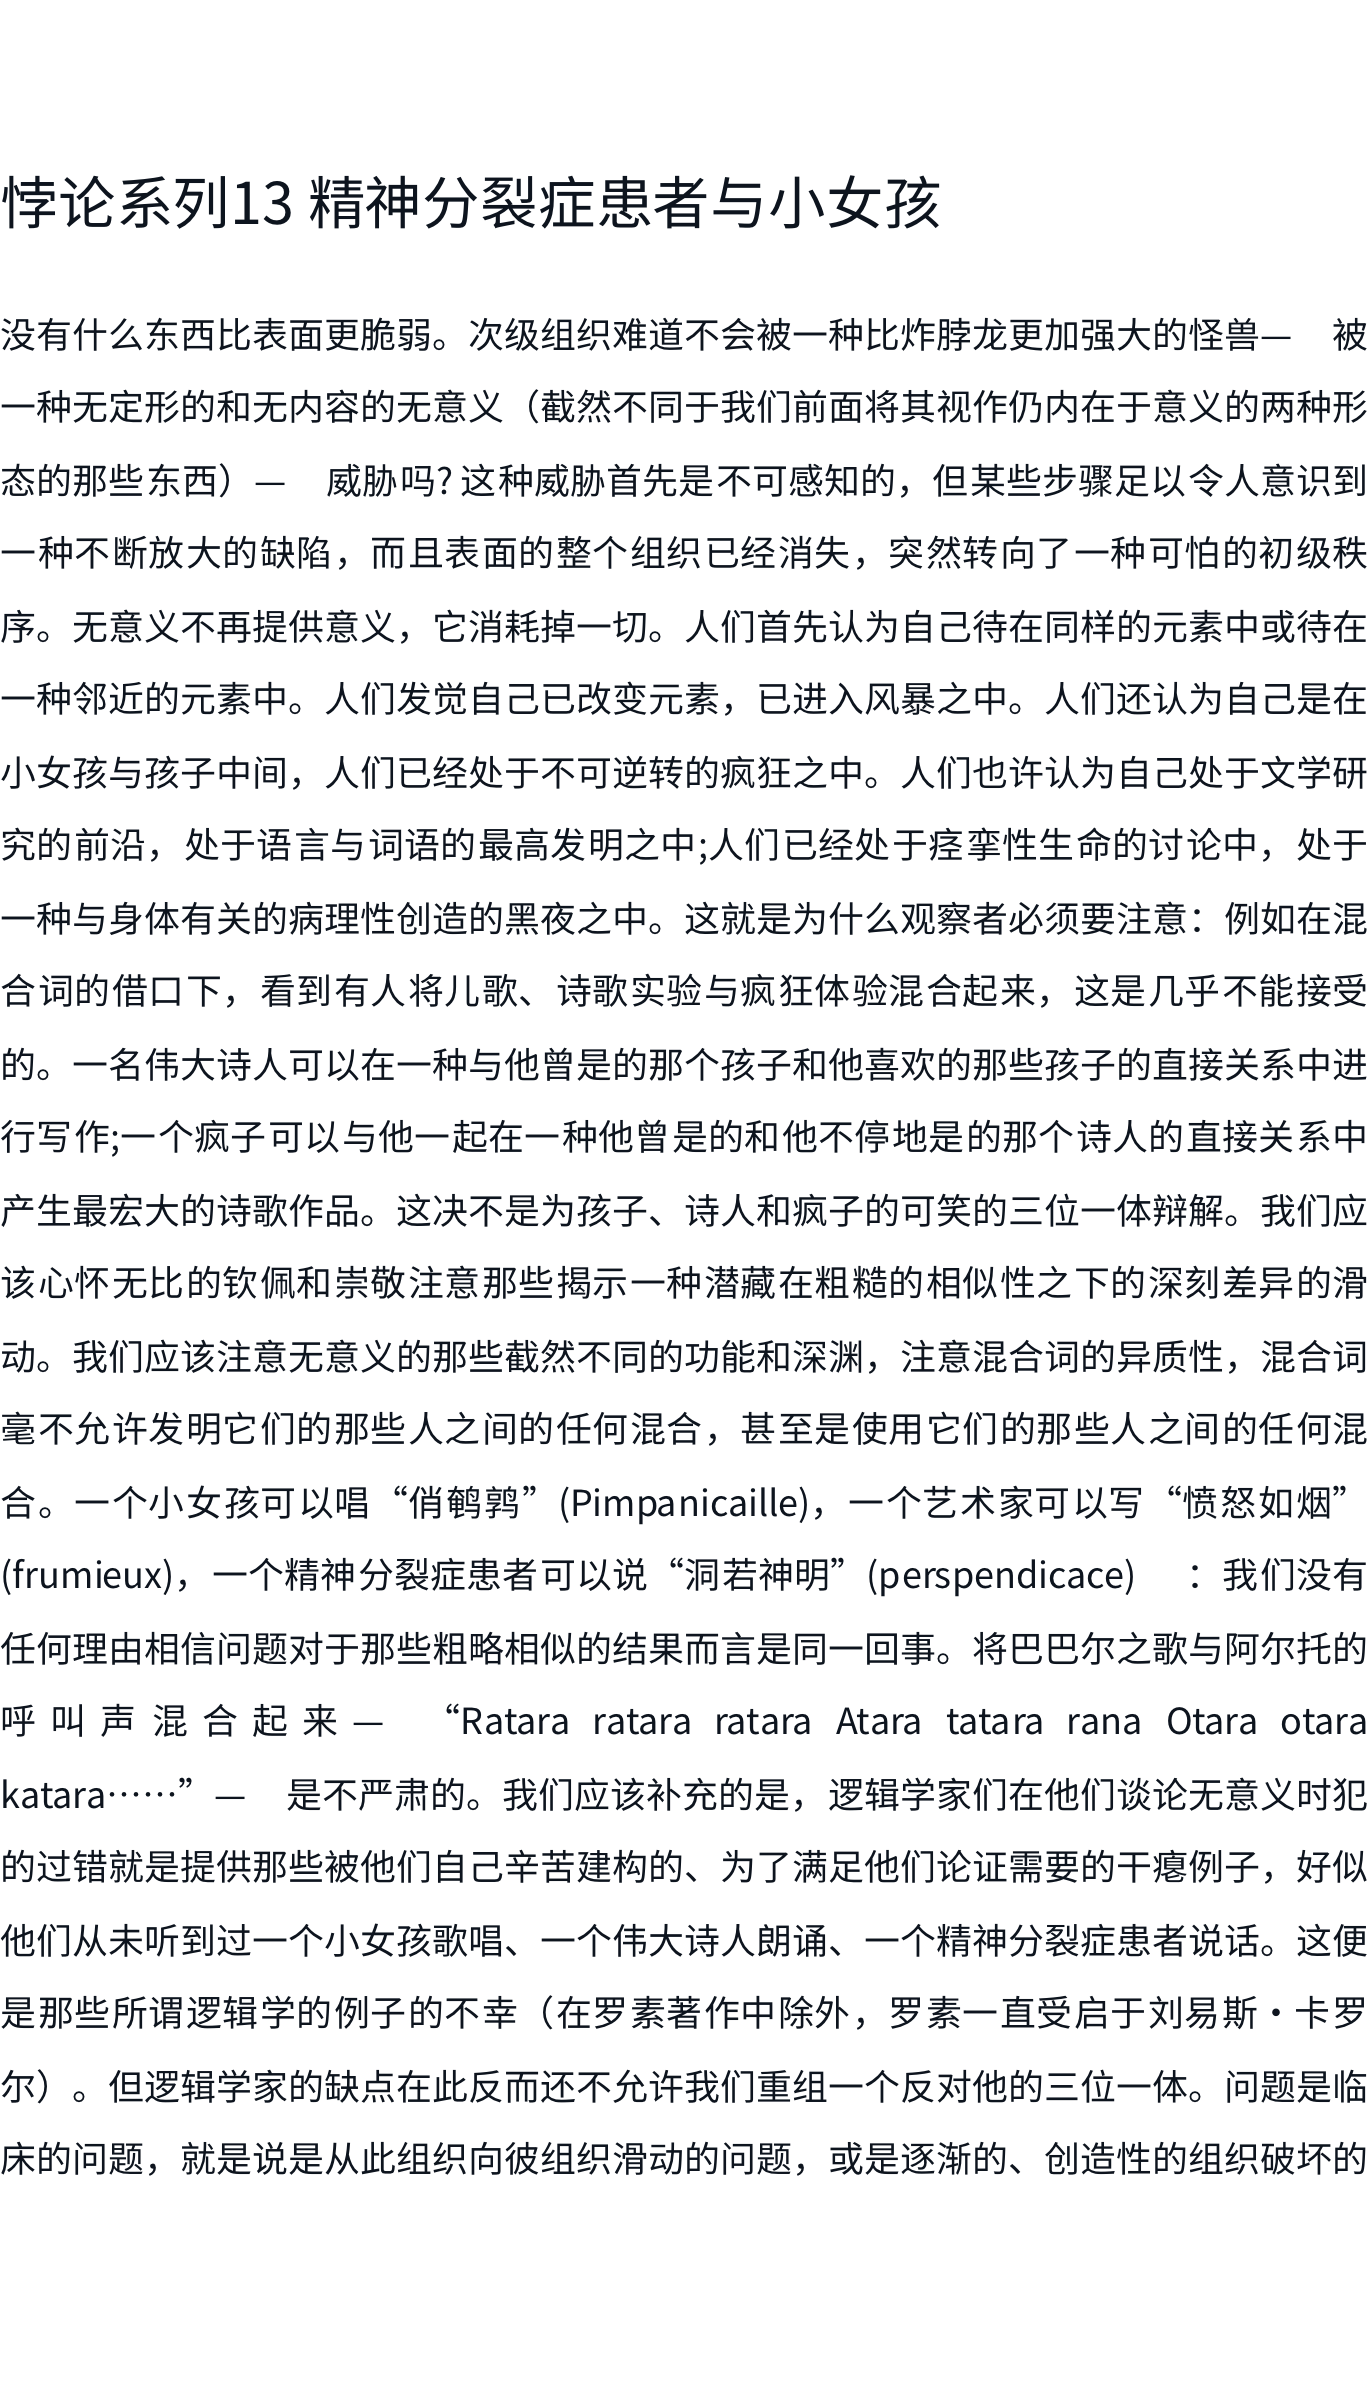 悖论系列13 精神分裂症患者与小女孩
没有什么东西比表面更脆弱。次级组织难道不会被一种比炸脖龙更加强大的怪兽— 被
一种无定形的和无内容的无意义（截然不同于我们前面将其视作仍内在于意义的两种形
态的那些东西）— 威胁吗? 这种威胁首先是不可感知的，但某些步骤足以令人意识到
一种不断放大的缺陷，而且表面的整个组织已经消失，突然转向了一种可怕的初级秩
序。无意义不再提供意义，它消耗掉一切。人们首先认为自己待在同样的元素中或待在
一种邻近的元素中。人们发觉自己已改变元素，已进入风暴之中。人们还认为自己是在
小女孩与孩子中间，人们已经处于不可逆转的疯狂之中。人们也许认为自己处于文学研
究的前沿，处于语言与词语的最高发明之中;人们已经处于痉挛性生命的讨论中，处于
一种与身体有关的病理性创造的黑夜之中。这就是为什么观察者必须要注意：例如在混
合词的借口下，看到有人将儿歌、诗歌实验与疯狂体验混合起来，这是几乎不能接受
的。一名伟大诗人可以在一种与他曾是的那个孩子和他喜欢的那些孩子的直接关系中进
行写作;一个疯子可以与他一起在一种他曾是的和他不停地是的那个诗人的直接关系中
产生最宏大的诗歌作品。这决不是为孩子、诗人和疯子的可笑的三位一体辩解。我们应
该心怀无比的钦佩和崇敬注意那些揭示一种潜藏在粗糙的相似性之下的深刻差异的滑
动。我们应该注意无意义的那些截然不同的功能和深渊，注意混合词的异质性，混合词
毫不允许发明它们的那些人之间的任何混合，甚至是使用它们的那些人之间的任何混
合。一个小女孩可以唱“俏鹌鹑”(Pimpanicaille)，一个艺术家可以写“愤怒如烟”
(frumieux)，一个精神分裂症患者可以说“洞若神明”(perspendicace) ：我们没有
任何理由相信问题对于那些粗略相似的结果而言是同一回事。将巴巴尔之歌与阿尔托的
呼叫声混合起来— “Ratara ratara ratara Atara tatara rana Otara otara
katara……”— 是不严肃的。我们应该补充的是，逻辑学家们在他们谈论无意义时犯
的过错就是提供那些被他们自己辛苦建构的、为了满足他们论证需要的干瘪例子，好似
他们从未听到过一个小女孩歌唱、一个伟大诗人朗诵、一个精神分裂症患者说话。这便
是那些所谓逻辑学的例子的不幸（在罗素著作中除外，罗素一直受启于刘易斯·卡罗
尔）。但逻辑学家的缺点在此反而还不允许我们重组一个反对他的三位一体。问题是临
床的问题，就是说是从此组织向彼组织滑动的问题，或是逐渐的、创造性的组织破坏的